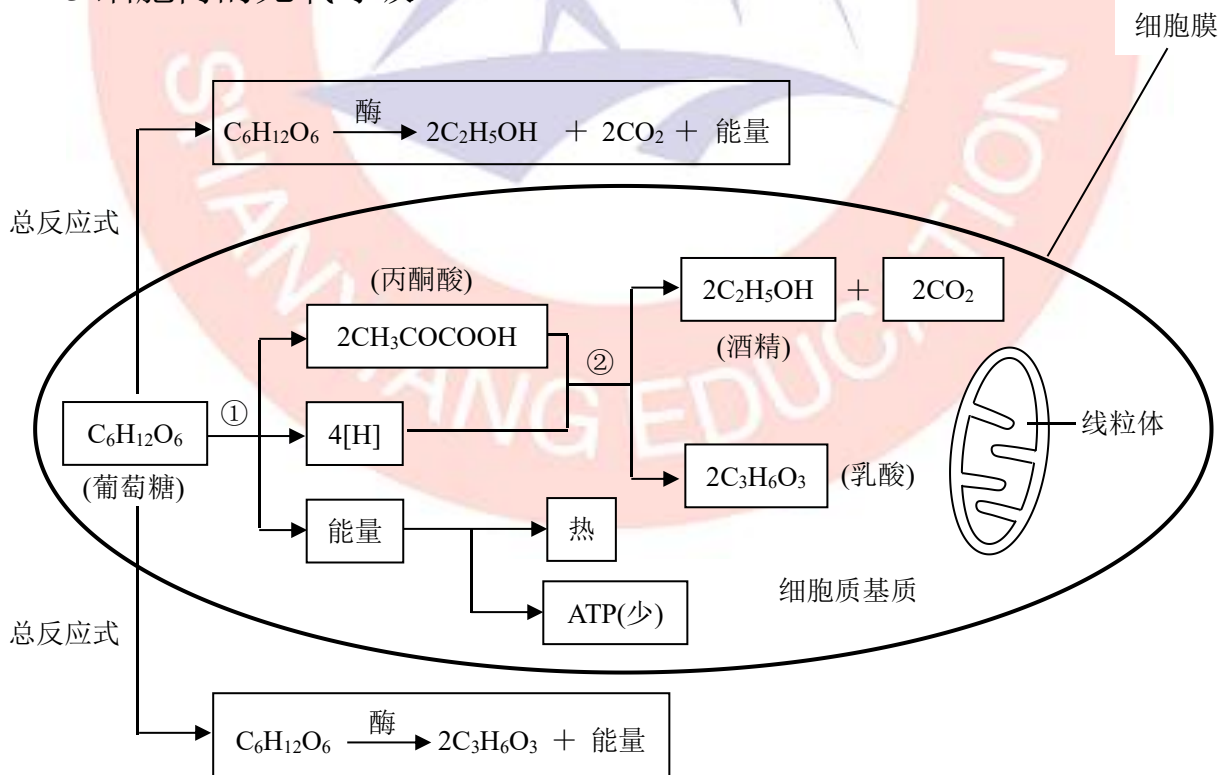 细胞膜
C₆H₁₂O₆ 酶 2C₂H₅OH + 2CO₂ + 能量
总反应式
(丙酮酸)
2CH₃COCOOH
②
2C₂H₅OH + 2CO₂
(酒精)
C₆H₁₂O₆
(葡萄糖)
①
4[H]
2C₃H₆O₃ (乳酸)
线粒体
能量
热
ATP(少)
细胞质基质
总反应式
C₆H₁₂O₆ 酶 2C₃H₆O₃ + 能量
EDUCATION